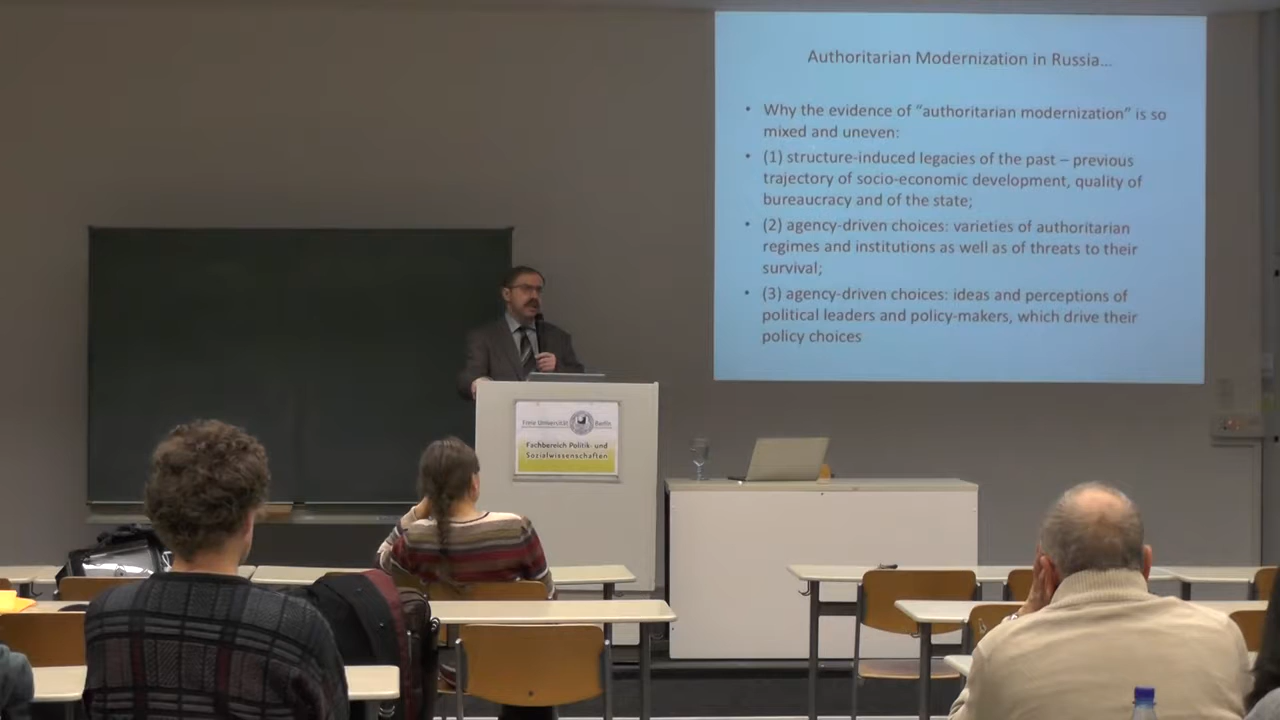 Authoritarian Modernization in Russia…
• Why the evidence of “authoritarian modernization” is so
mixed and uneven:
• (1) structure-induced legacies of the past – previous
trajectory of socio-economic development, quality of
bureaucracy and of the state;
• (2) agency-driven choices: varieties of authoritarian
regimes and institutions as well as of threats to their
survival;
• (3) agency-driven choices: ideas and perceptions of
political leaders and policy-makers, which drive their
policy choices
Freie Universität Berlin
Fachbereich Politik- und
Sozialwissenschaften